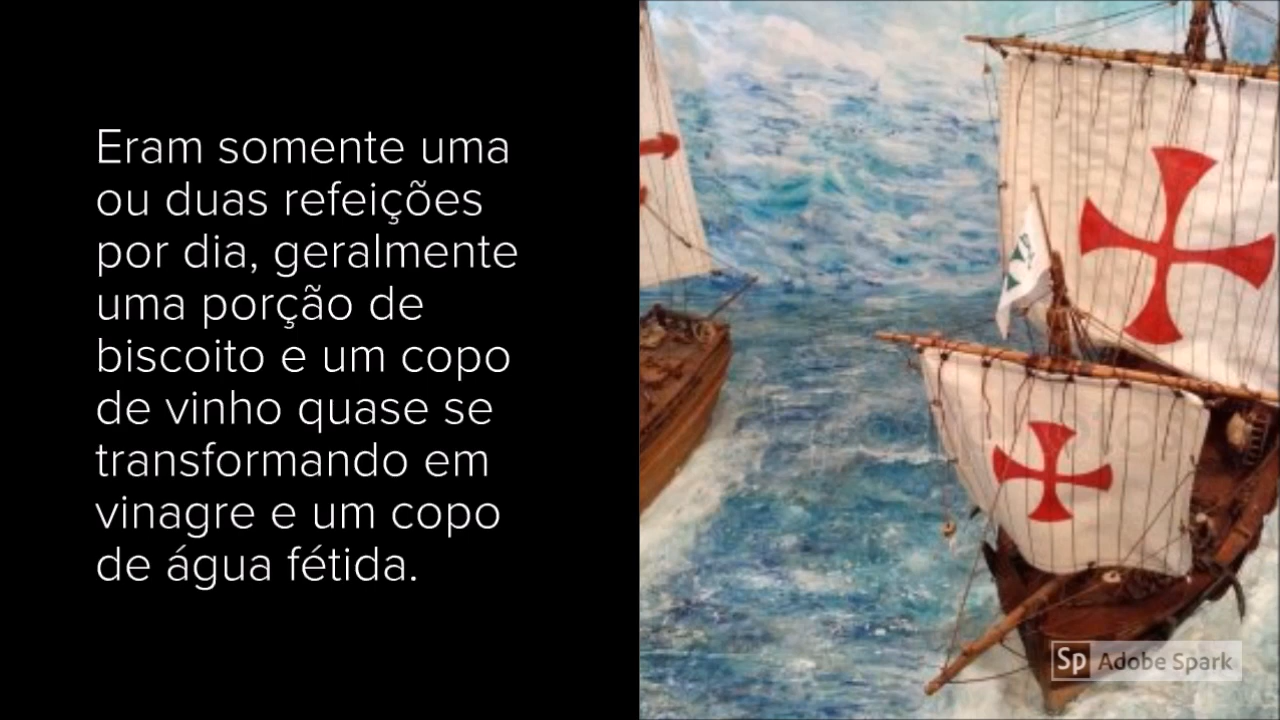 Eram somente uma
ou duas refeições
por dia, geralmente
uma porção de
biscoito e um copo
de vinho quase se
transformando em
vinagre e um copo
de água fétida.
Sp Adobe Spark